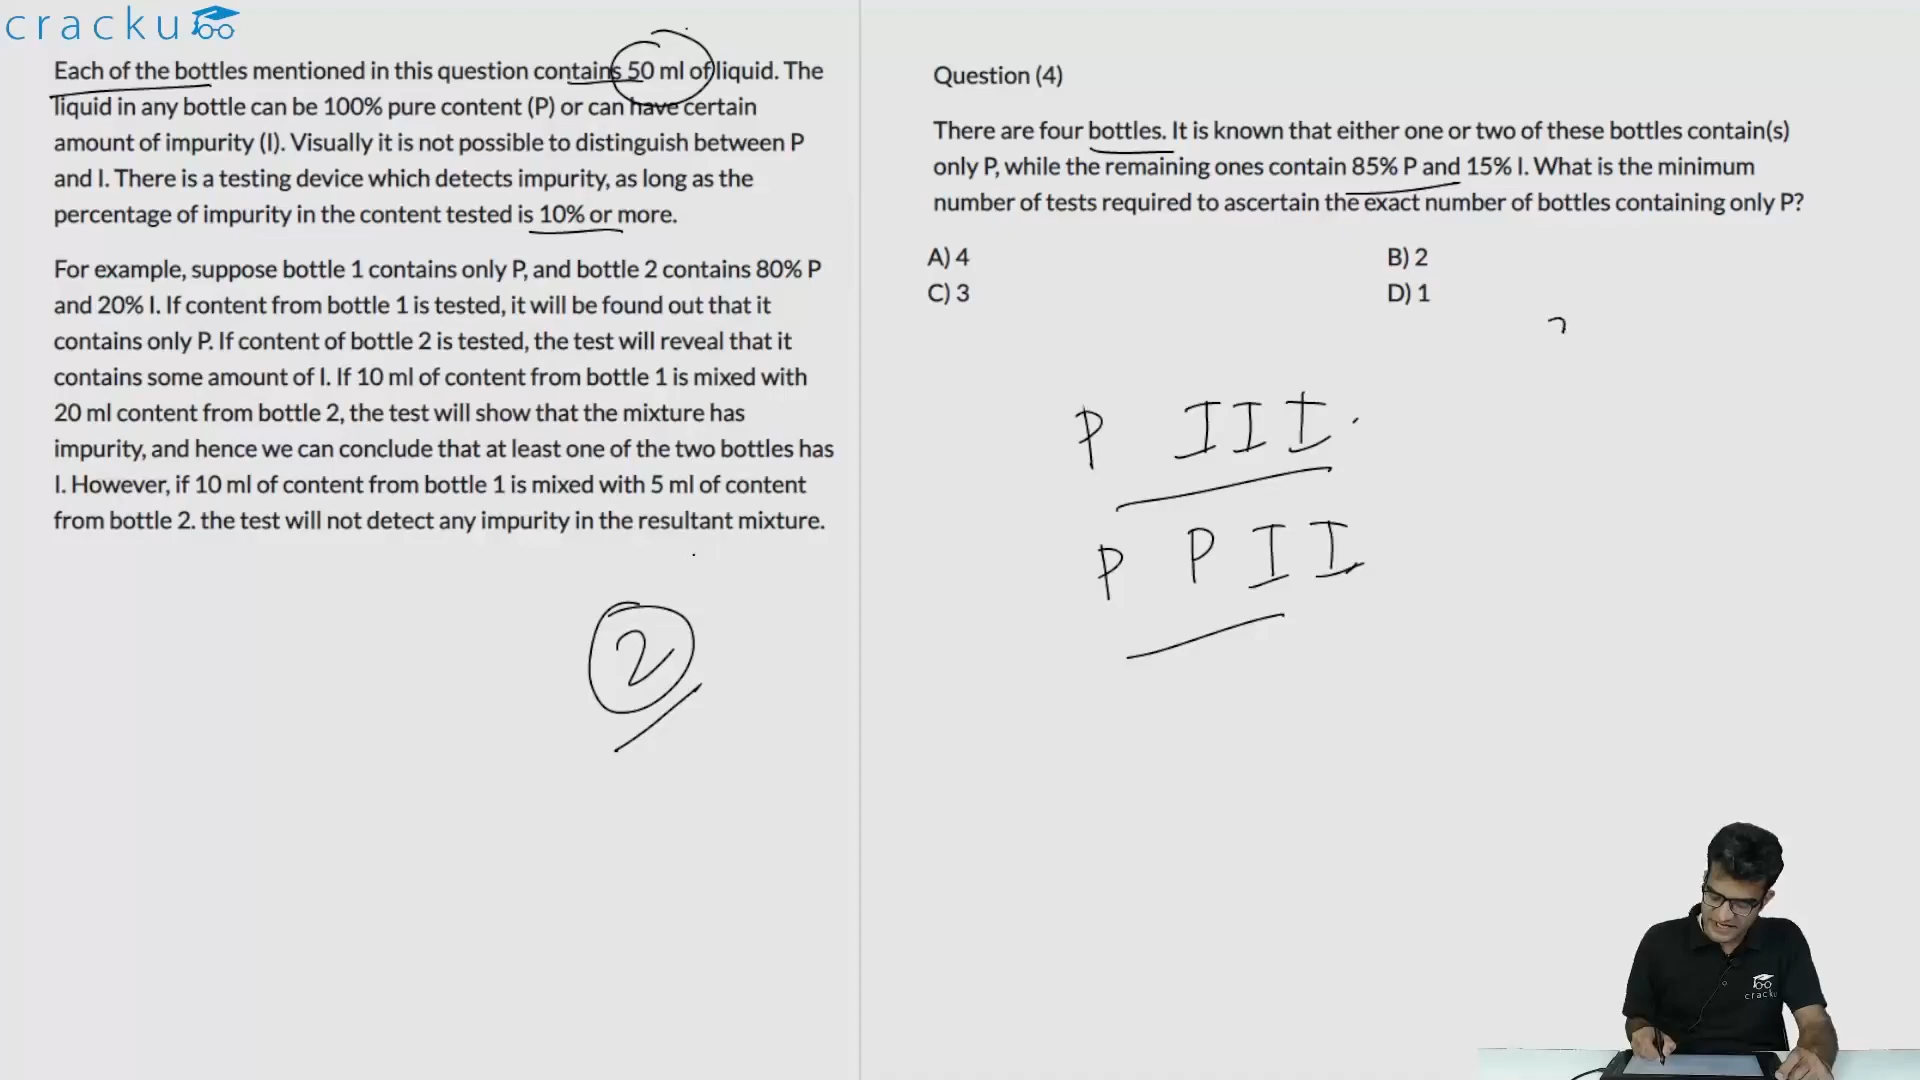 cracku
Each of the bottles mentioned in this question contains 50 ml of liquid. The
liquid in any bottle can be 100% pure content (P) or can have certain
amount of impurity (I). Visually it is not possible to distinguish between P
and I. There is a testing device which detects impurity, as long as the
percentage of impurity in the content tested is 10% or more.
For example, suppose bottle 1 contains only P, and bottle 2 contains 80% P
and 20% I. If content from bottle 1 is tested, it will be found out that it
contains only P. If content of bottle 2 is tested, the test will reveal that it
contains some amount of I. If 10 ml of content from bottle 1 is mixed with
20 ml content from bottle 2, the test will show that the mixture has
impurity, and hence we can conclude that at least one of the two bottles has
I. However, if 10 ml of content from bottle 1 is mixed with 5 ml of content
from bottle 2. the test will not detect any impurity in the resultant mixture.
2
Question (4)
There are four bottles. It is known that either one or two of these bottles contain(s)
only P, while the remaining ones contain 85% P and 15% I. What is the minimum
number of tests required to ascertain the exact number of bottles containing only P?
A) 4
B) 2
C) 3
D) 1
P I I I
P P I I
cracku